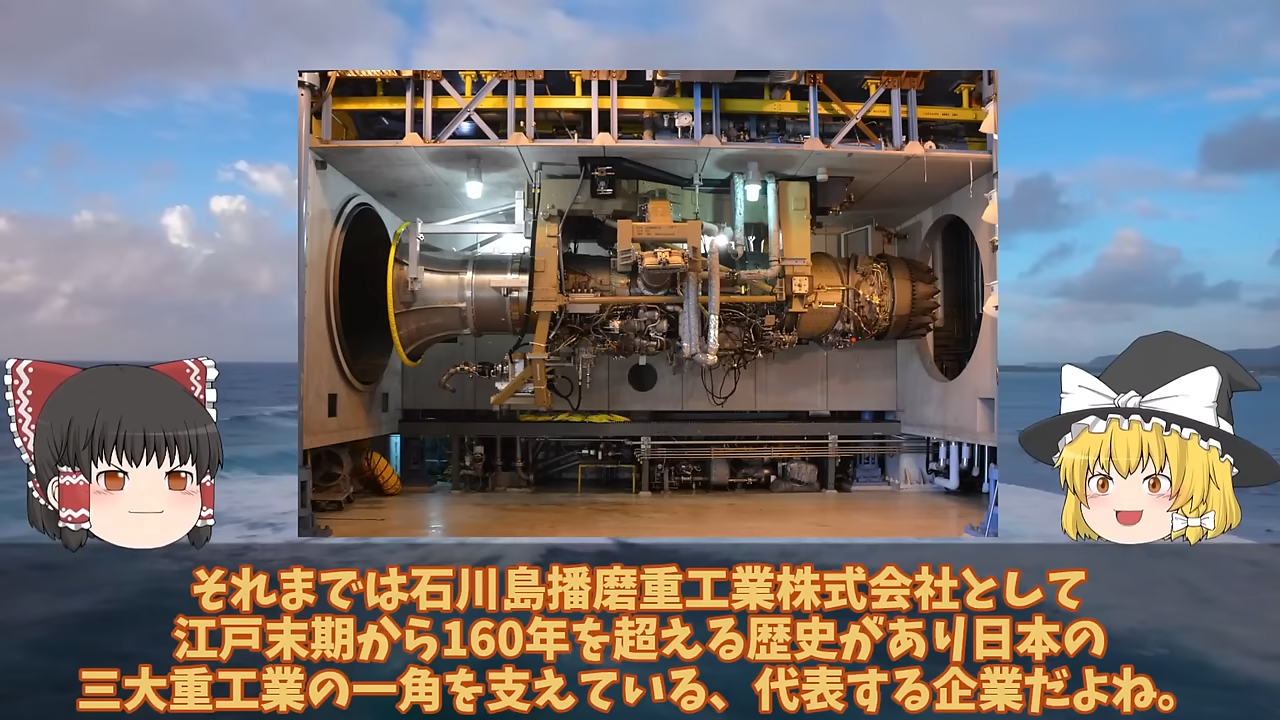 それまでは石川島播磨重工業株式会社として
江戸末期から160年を超える歴史があり日本の
三大重工業の一角を支えている、代表する企業だよね。